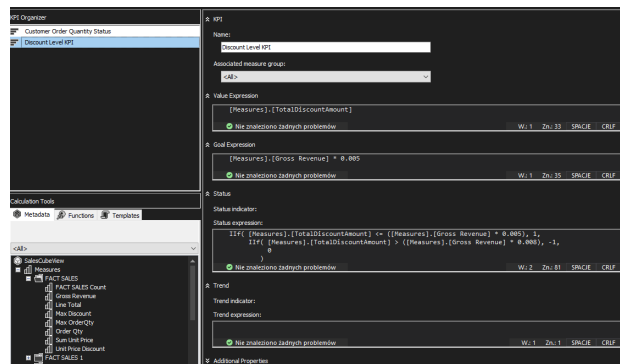 KPI Organizer
Customer Order Quantity Status
Discount Level KPI
Calculation Tools
Metadata
Functions
Templates
<All>
SalesCubeView
Measures
FACT SALES
FACT SALES Count
Gross Revenue
Line Total
Max Discount
Max OrderQty
Order Qty
Sum Unit Price
Unit Price Discount
FACT SALES 1
KPI
Name:
Discount Level KPI
Associated measure group:
<All>
Value Expression
[Measures].[TotalDiscountAmount]
Nie znaleziono żadnych problemów W.: 1 Zn.: 33 SPACJE CRLF
Goal Expression
[Measures].[Gross Revenue] * 0.005
Nie znaleziono żadnych problemów W.: 1 Zn.: 35 SPACJE CRLF
Status
Status indicator:
Status expression:
IIf( [Measures].[TotalDiscountAmount] <= ([Measures].[Gross Revenue] * 0.005), 1,
IIf( [Measures].[TotalDiscountAmount] > ([Measures].[Gross Revenue] * 0.008), -1,
0
)
Nie znaleziono żadnych problemów W.: 2 Zn.: 81 SPACJE CRLF
Trend
Trend indicator:
Trend expression:
Nie znaleziono żadnych problemów W.: 1 Zn.: 1 SPACJE CRLF
Additional Properties